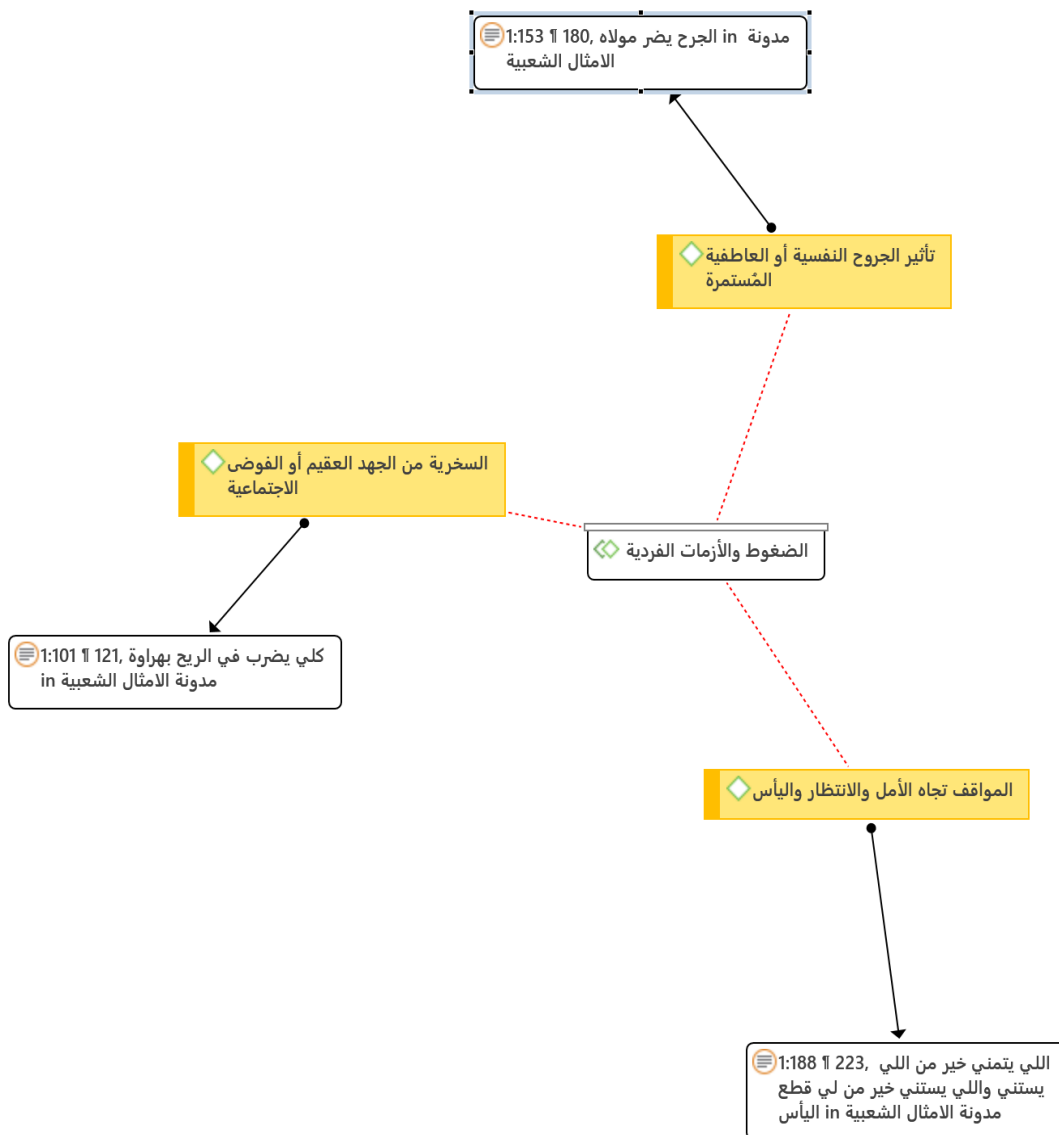 1:153 ¶ 180, الجرح يضر مولاه in مدونة
الامثال الشعبية
تأثير الجروح النفسية أو العاطفية
المُستمرة
السخرية من الجهد العقيم أو الفوضى
الاجتماعية
الضغوط والأزمات الفردية
1:101 ¶ 121, كلي يضرب في الريح بهراوة
in مدونة الامثال الشعبية
المواقف تجاه الأمل والانتظار واليأس
1:188 ¶ 223, اللي يتمني خير من اللي
يستني واللي يستني خير من لي قطع
اليأس in مدونة الامثال الشعبية